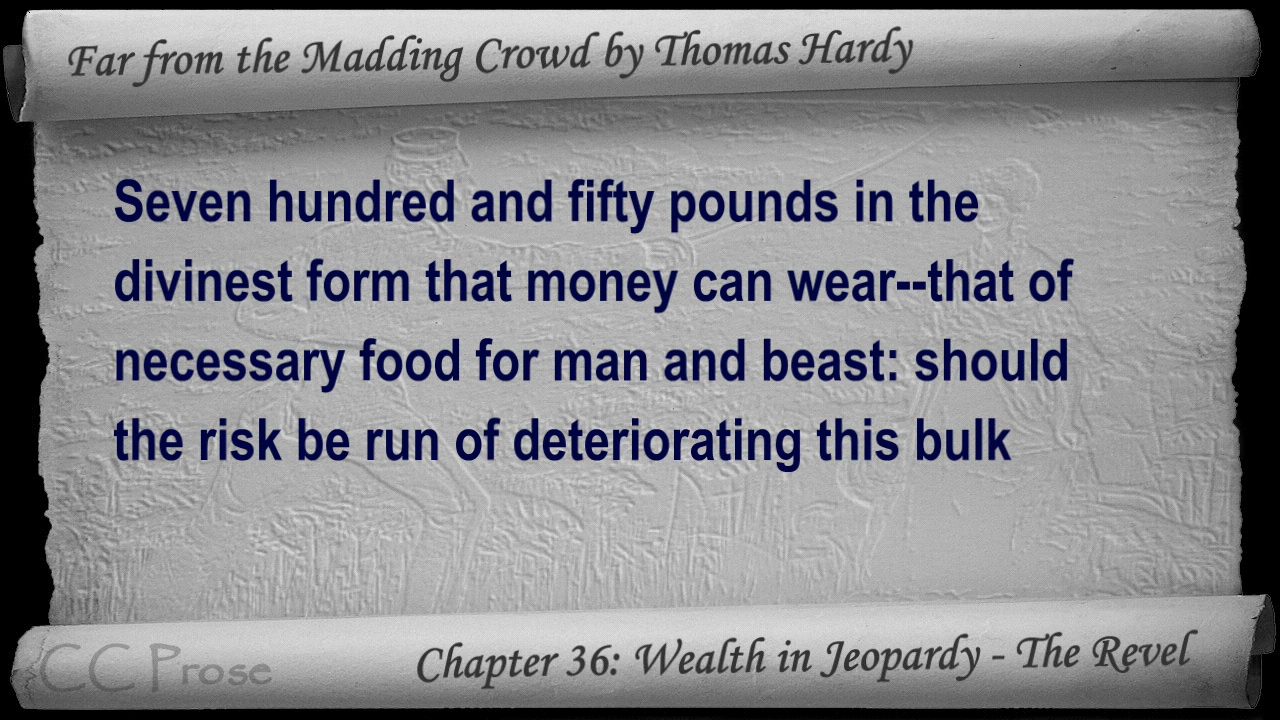 Far from the Madding Crowd by Thomas Hardy
Seven hundred and fifty pounds in the
divinest form that money can wear--that of
necessary food for man and beast: should
the risk be run of deteriorating this bulk
CC Prose
Chapter 36: Wealth in Jeopardy - The Revel